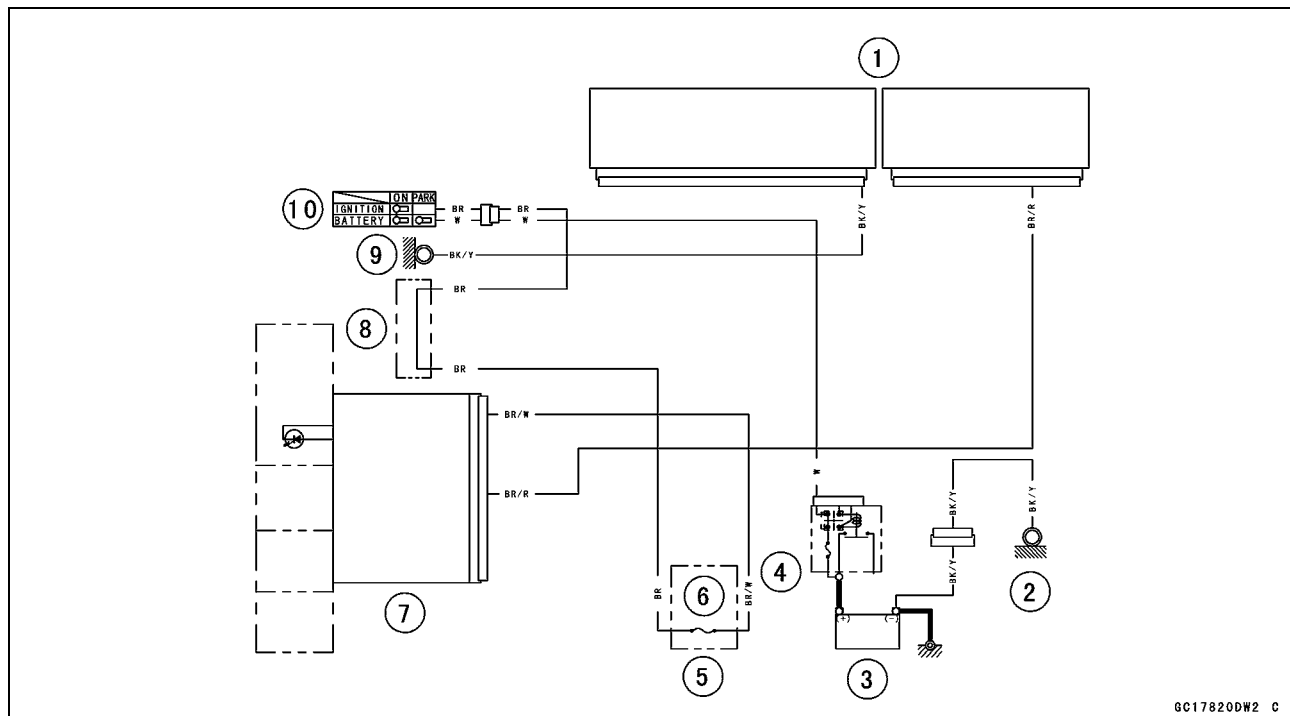 1
10
ON PARK
IGNITION
BATTERY
BR BR
W W
BK/Y
BR/R
9
BK/Y
8
BR
BR
BR/W
BR/R
W
BK/Y
BK/Y
7
BR
6
BR/W
5
4
(+) (-)
3
2
GC17820DW2 C